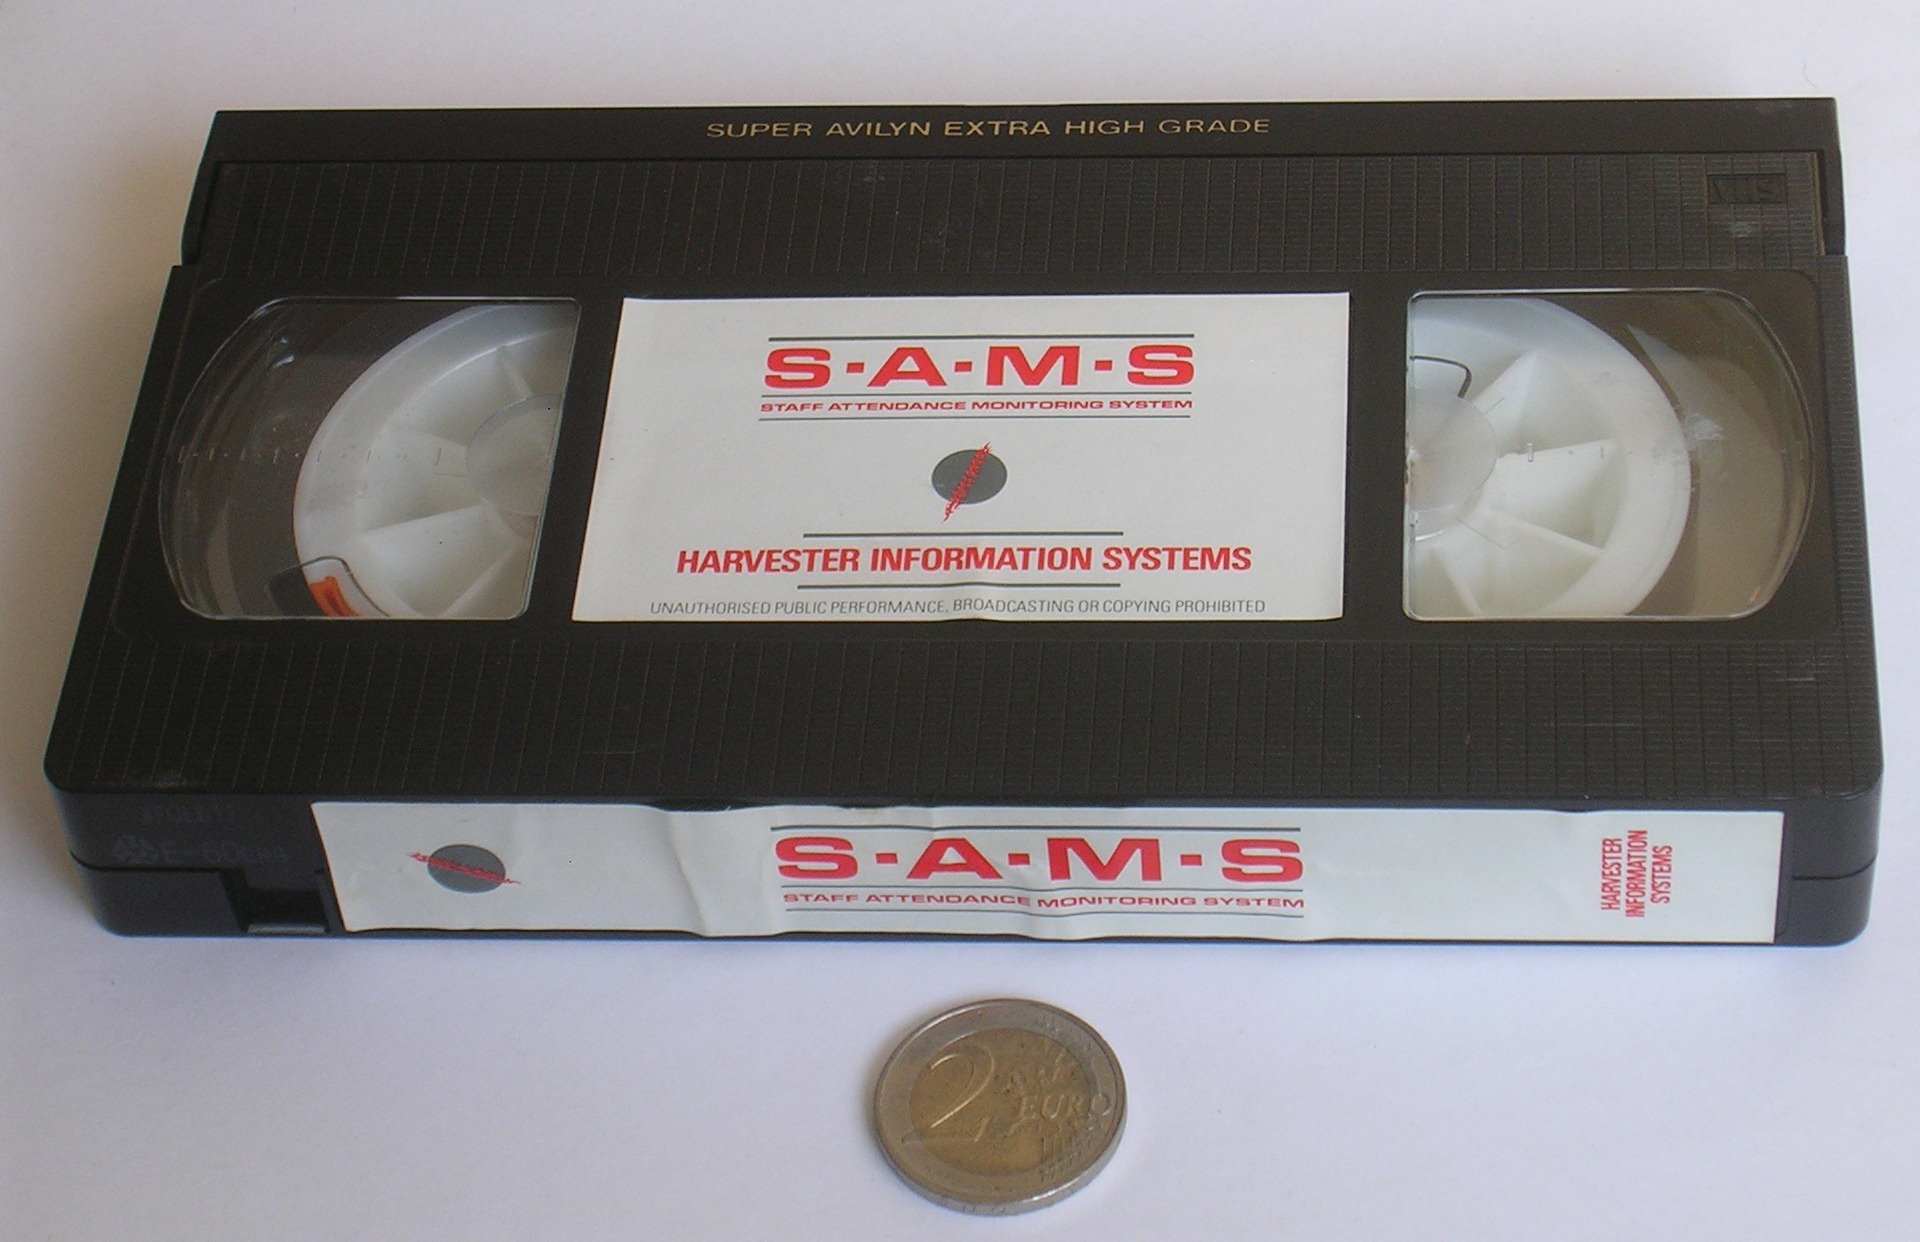 SUPER AVILYN EXTRA HIGH GRADE
VHS
S·A·M·S
STAFF ATTENDANCE MONITORING SYSTEM
HARVESTER INFORMATION SYSTEMS
UNAUTHORISED PUBLIC PERFORMANCE, BROADCASTING OR COPYING PROHIBITED
S·A·M·S
STAFF ATTENDANCE MONITORING SYSTEM
HARVESTER
INFORMATION
SYSTEMS
2
EURO